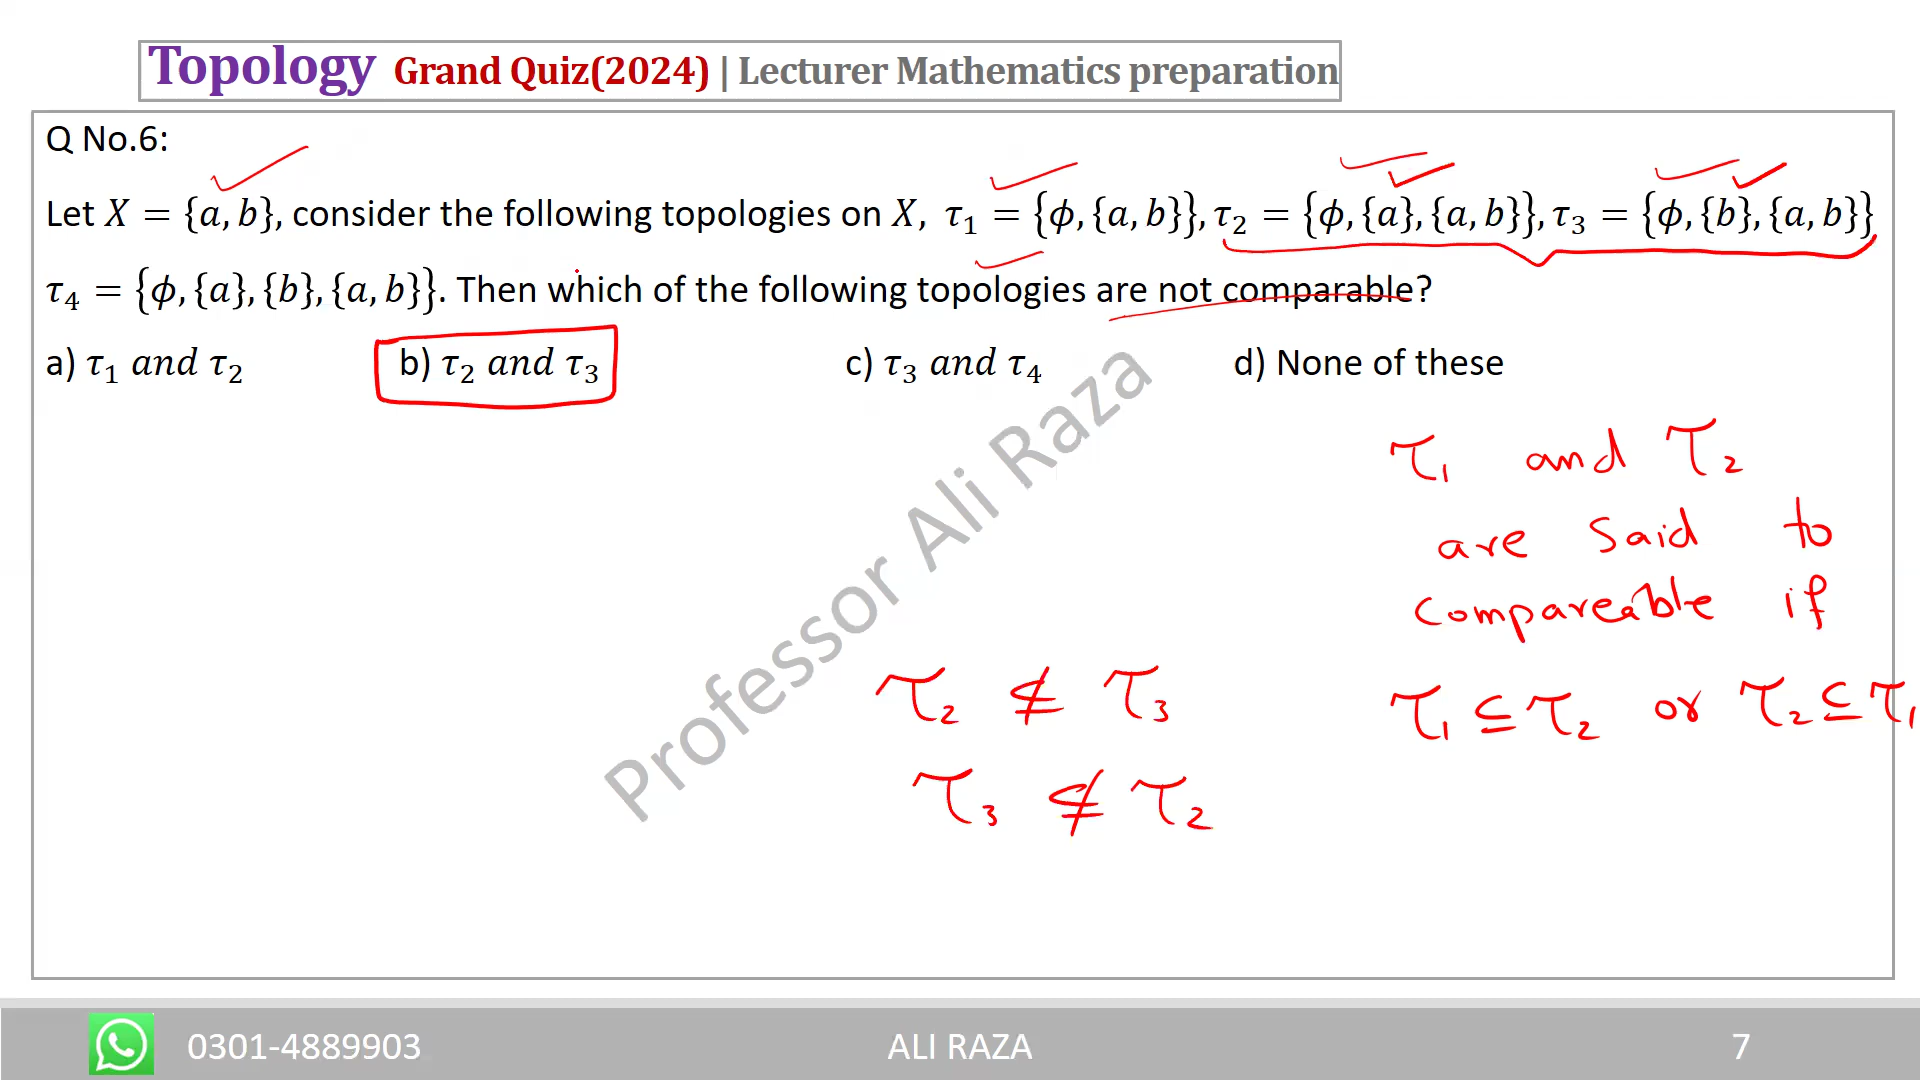 Topology Grand Quiz(2024) | Lecturer Mathematics preparation
Q No.6:
Let X = {a, b}, consider the following topologies on X, τ₁ = {ϕ, {a, b}}, τ₂ = {ϕ, {a}, {a, b}}, τ₃ = {ϕ, {b}, {a, b}}
τ₄ = {ϕ, {a}, {b}, {a, b}}. Then which of the following topologies are not comparable?
a) τ₁ and τ₂ b) τ₂ and τ₃ c) τ₃ and τ₄ d) None of these
τ₁ and τ₂
are said to
compareable if
τ₂ ⊈ τ₃ τ₁ ⊆ τ₂ or τ₂ ⊆ τ₁
τ₃ ⊈ τ₂
Professor Ali Raza
0301-4889903 ALI RAZA 7